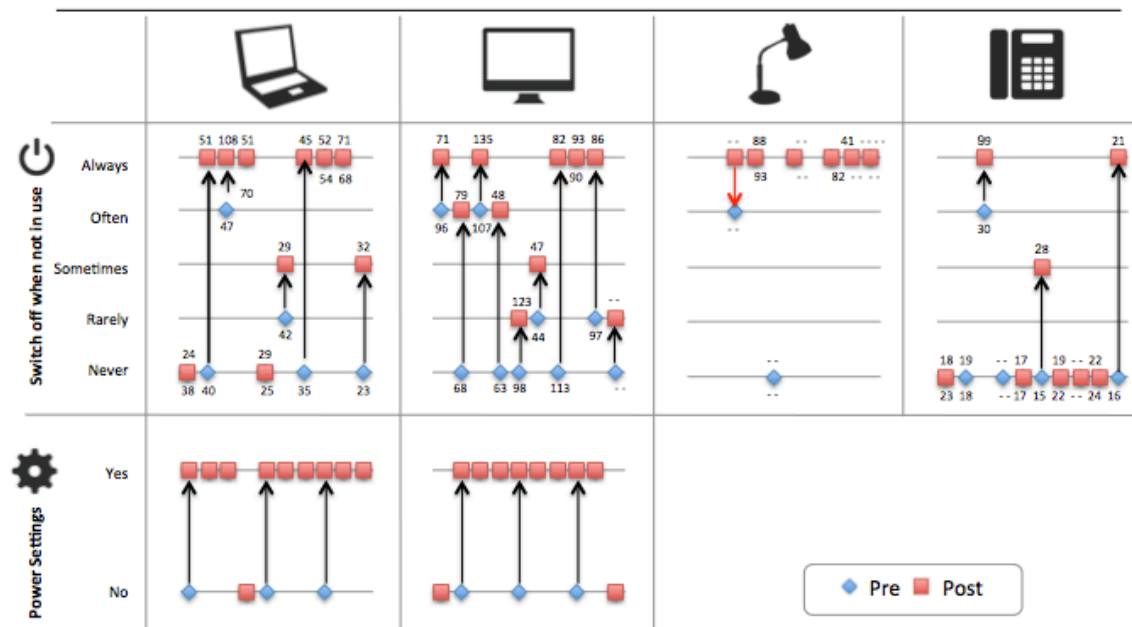 51 108 51 45 52 71 71 135 82 93 86 -- 88 41 ---- 99 21
Always
93 -- 82 -- --
70 54 68 79 48 90
Often
47 96 107 -- 30
29 32 47 28
Sometimes
123 --
Rarely
42 44 97
24 29 -- 18 19 -- 17 19 -- 22
Never
38 40 25 35 23 68 63 98 113 -- -- 23 18 -- 17 15 22 -- 24 16
Switch off when not in use
Yes
No
Power Settings
Pre Post